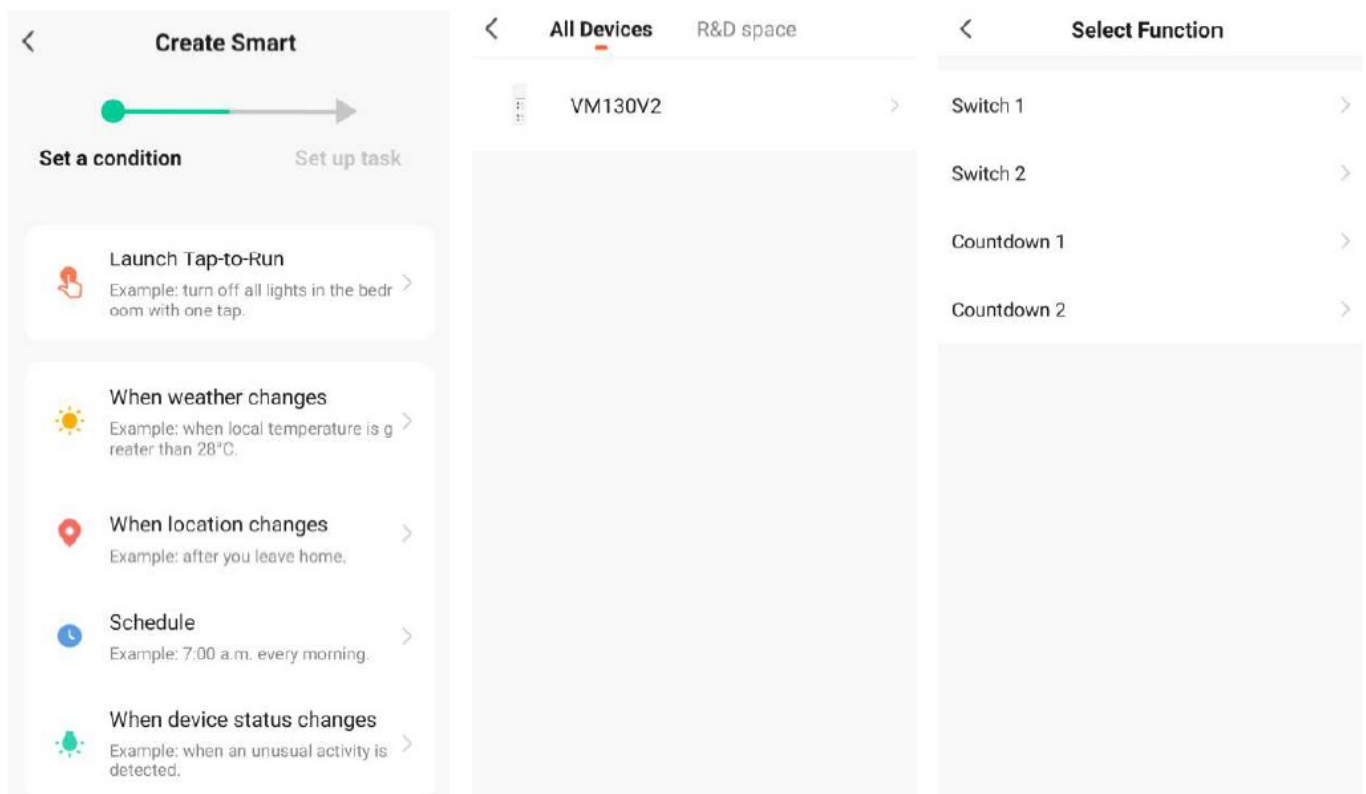 Create Smart
Set a condition
Set up task
Launch Tap-to-Run
Example: turn off all lights in the bedr
oom with one tap.
When weather changes
Example: when local temperature is g
reater than 28°C.
When location changes
Example: after you leave home.
Schedule
Example: 7:00 a.m. every morning.
When device status changes
Example: when an unusual activity is
detected.
All Devices
R&D space
VM130V2
Select Function
Switch 1
Switch 2
Countdown 1
Countdown 2